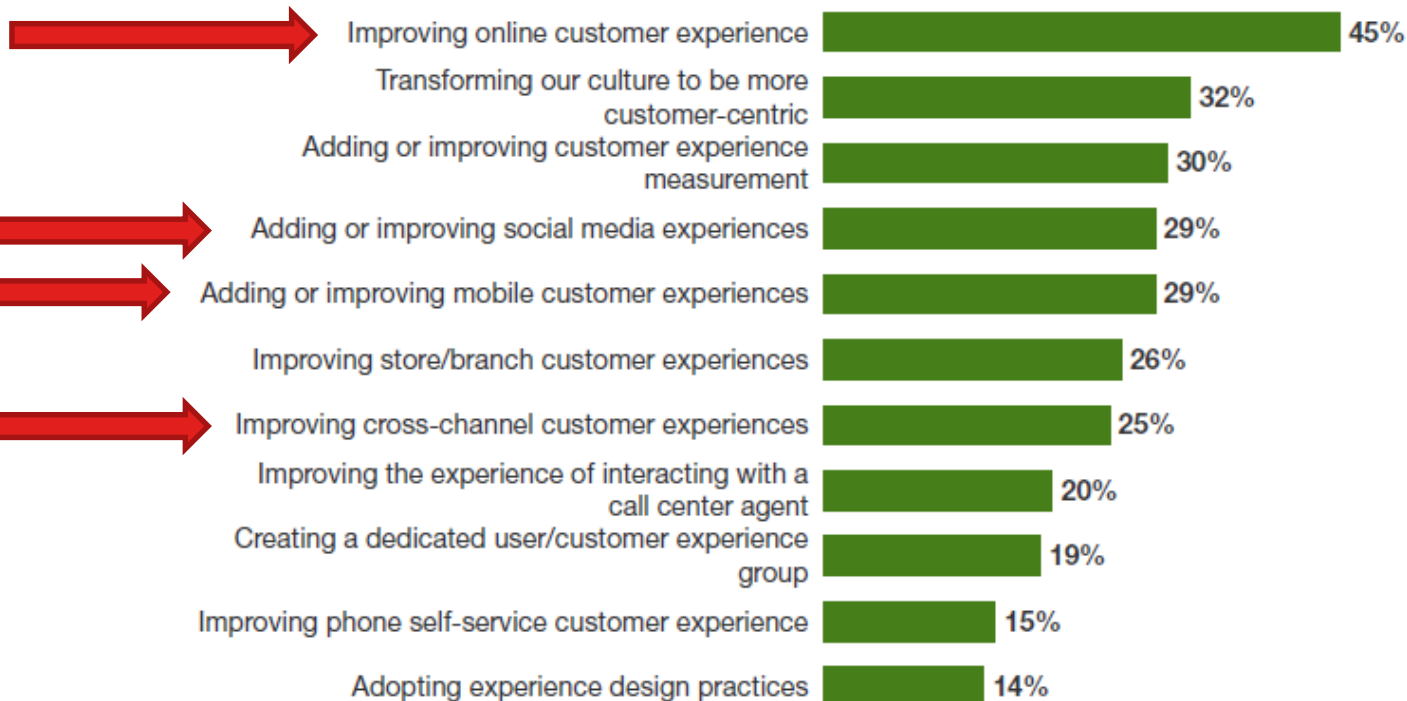 Improving online customer experience 45%
Transforming our culture to be more
customer-centric 32%
Adding or improving customer experience
measurement 30%
Adding or improving social media experiences 29%
Adding or improving mobile customer experiences 29%
Improving store/branch customer experiences 26%
Improving cross-channel customer experiences 25%
Improving the experience of interacting with a
call center agent 20%
Creating a dedicated user/customer experience
group 19%
Improving phone self-service customer experience 15%
Adopting experience design practices 14%